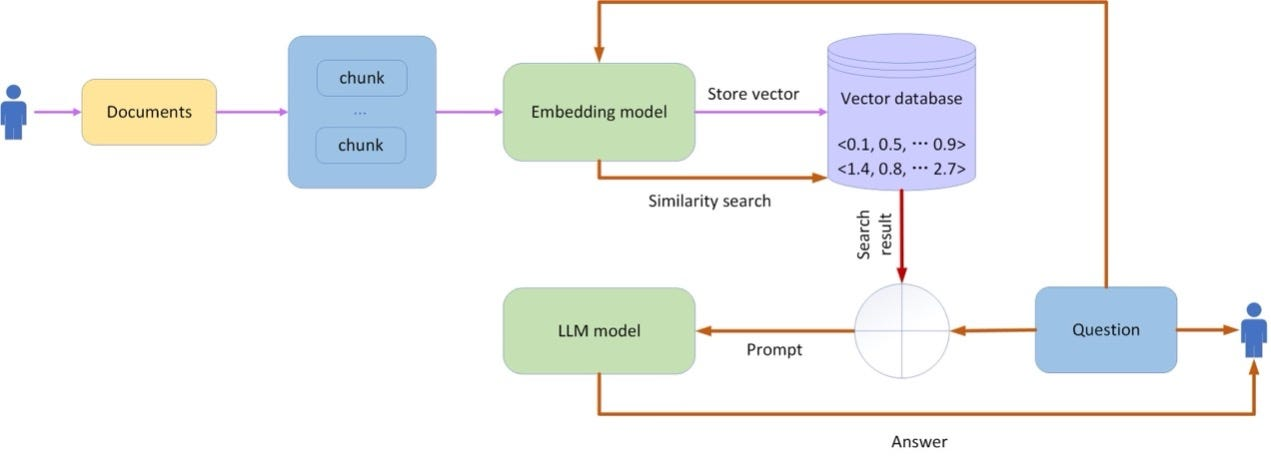 Documents
chunk
...
chunk
Embedding model
Store vector
Similarity search
Vector database
<0.1, 0.5, ··· 0.9>
<1.4, 0.8, ··· 2.7>
Search
result
LLM model
Prompt
Question
Answer